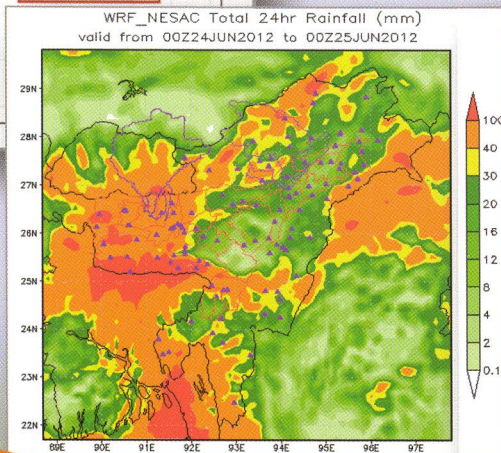 WRF_NESAC Total 24hr Rainfall (mm)
valid from 00Z24JUN2012 to 00Z25JUN2012
29N
28N
27N
26N
25N
24N
23N
22N
89E 90E 91E 92E 93E 94E 95E 96E 97E
100
40
30
20
16
12
8
4
2
0.1